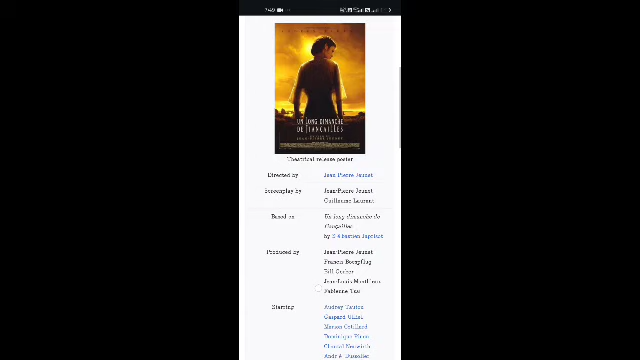 7:49
UN LONG DIMANCHE
DE FIANÇAILLES
Theatrical release poster
Directed by Jean-Pierre Jeunet
Screenplay by Jean-Pierre Jeunet
Guillaume Laurant
Based on Un long dimanche de
fiançailles
by Sébastien Japrisot
Produced by Jean-Pierre Jeunet
Francis Boespflug
Bill Gerber
Jean-Louis Monthieux
Fabienne Tsaï
Starring Audrey Tautou
Gaspard Ulliel
Marion Cotillard
Dominique Pinon
Chantal Neuwirth
André Dussollier